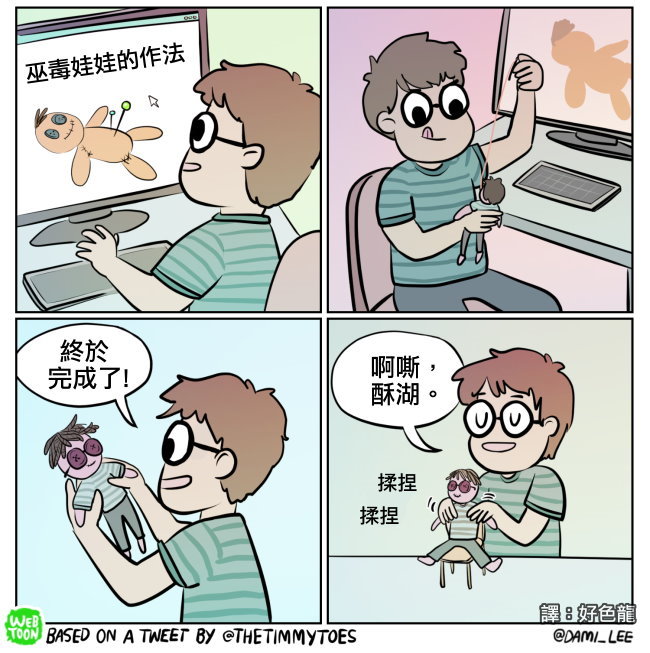 巫毒娃娃的作法
終於
完成了!
啊嘶，
酥湖。
揉捏
揉捏
譯：好色龍
WEB
TOON
BASED ON A TWEET BY @THETIMMYTOES
@DAMI_LEE